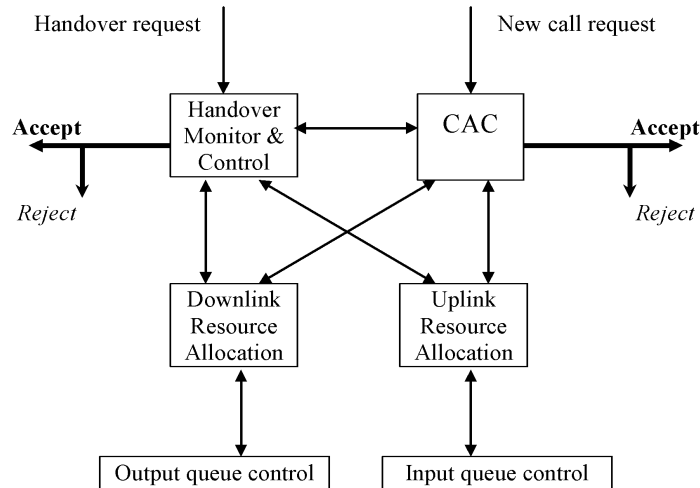 Handover request
New call request
Handover
Monitor &
Control
CAC
Accept
Accept
Reject
Reject
Downlink
Resource
Allocation
Uplink
Resource
Allocation
Output queue control
Input queue control